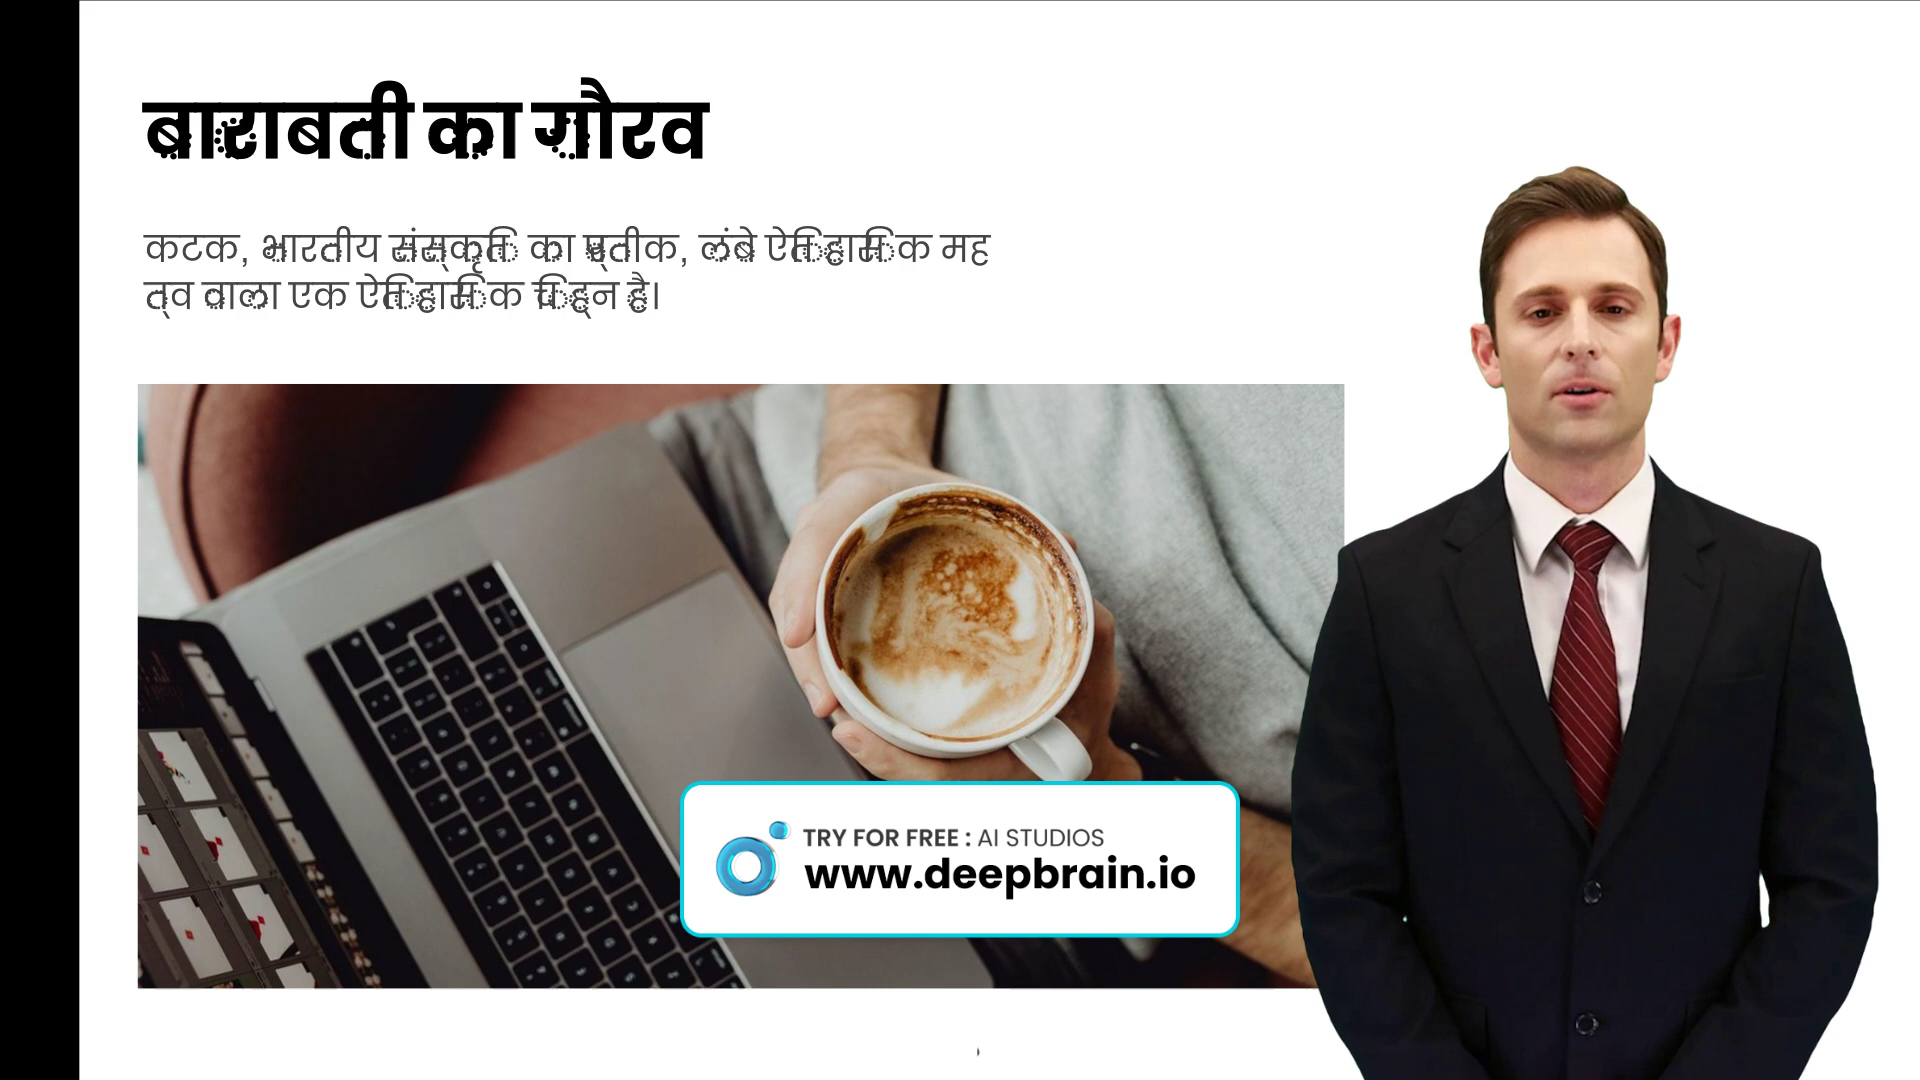 बाराबती का गौरव
कटक, भारतीय संस्कृति का प्रतीक, लंबे ऐतिहासिक मह
त्व वाला एक ऐतिहासिक चिह्न है।
TRY FOR FREE : AI STUDIOS
www.deepbrain.io